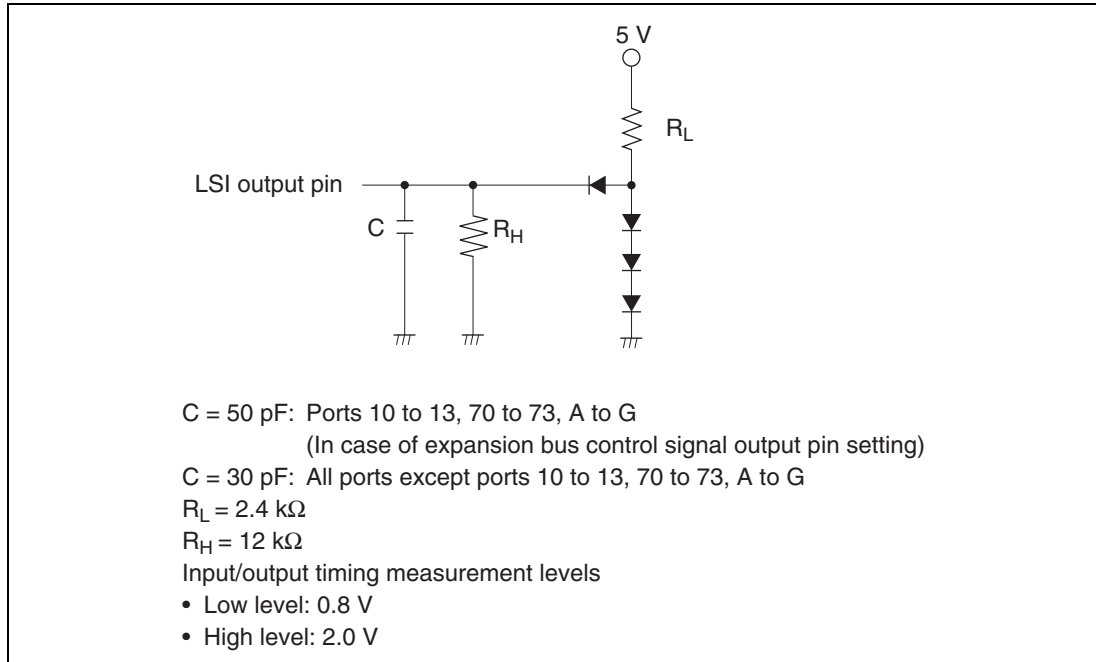 5 V
R_L
LSI output pin
C
R_H
C = 50 pF: Ports 10 to 13, 70 to 73, A to G
(In case of expansion bus control signal output pin setting)
C = 30 pF: All ports except ports 10 to 13, 70 to 73, A to G
R_L = 2.4 kΩ
R_H = 12 kΩ
Input/output timing measurement levels
• Low level: 0.8 V
• High level: 2.0 V